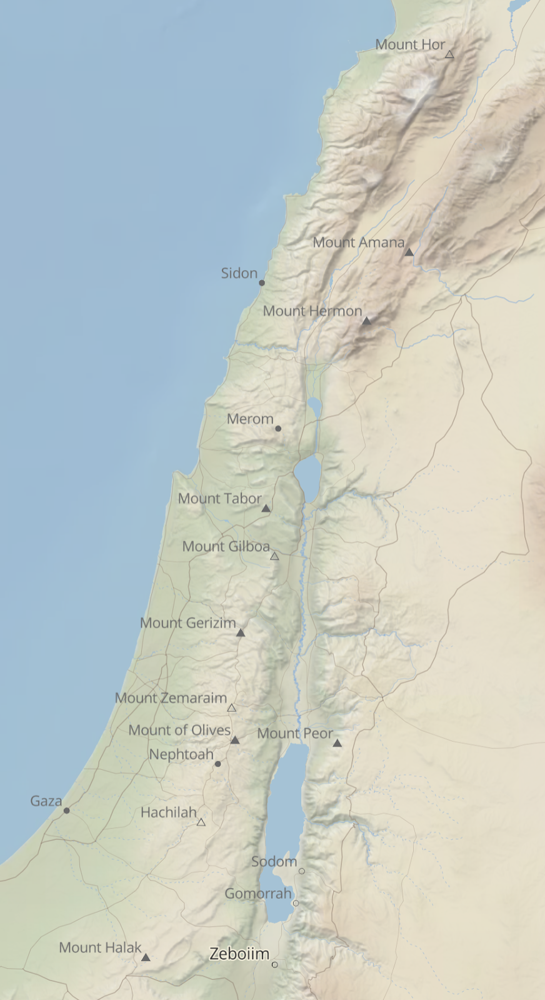 Mount Hor
Mount Amana
Sidon
Mount Hermon
Merom
Mount Tabor
Mount Gilboa
Mount Gerizim
Mount Zemaraim
Mount of Olives
Mount Peor
Nephtoah
Gaza
Hachilah
Sodom
Gomorrah
Mount Halak
Zeboiim